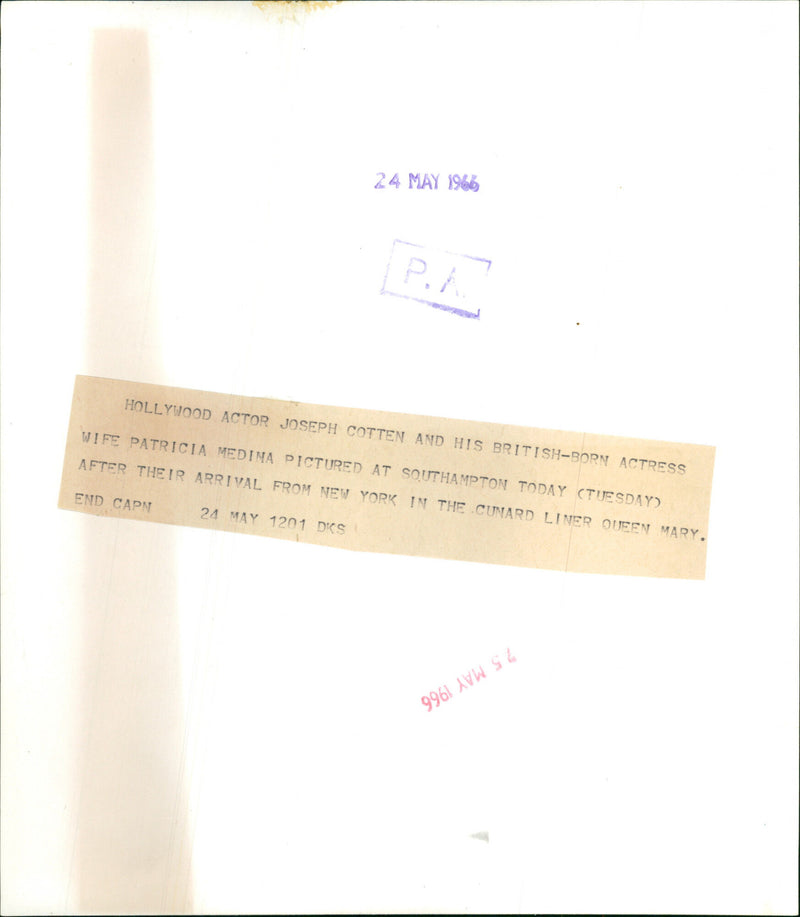 24 MAY 1966
P.A.
HOLLYWOOD ACTOR JOSEPH COTTEN AND HIS BRITISH-BORN ACTRESS
WIFE PATRICIA MEDINA PICTURED AT SOUTHAMPTON TODAY (TUESDAY)
AFTER THEIR ARRIVAL FROM NEW YORK IN THE CUNARD LINER QUEEN MARY.
END CAPN 24 MAY 1201 DKS
25 MAY 1966